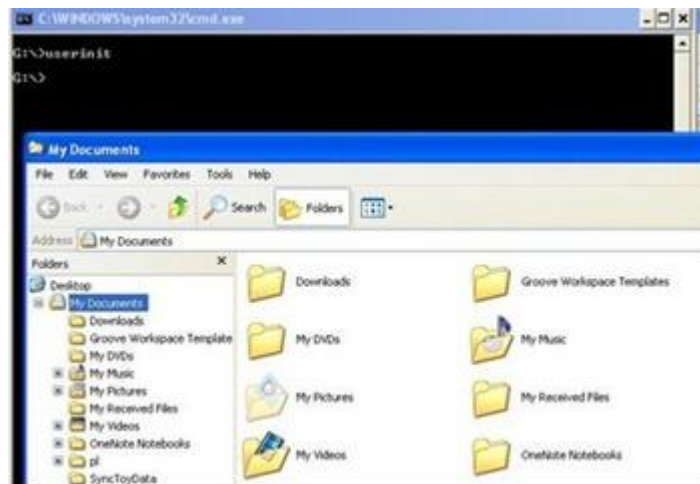 C:\WINDOWS\system32\cmd.exe
G:\>userinit
G:\>
My Documents
File Edit View Favorites Tools Help
Back Search Folders
Address My Documents
Folders
Desktop
My Documents
Downloads
Groove Workspace Template
My DVDs
My Music
My Pictures
My Received Files
My Videos
OneNote Notebooks
pl
SyncToyData
Downloads Groove Workspace Templates
My DVDs My Music
My Pictures My Received Files
My Videos OneNote Notebooks